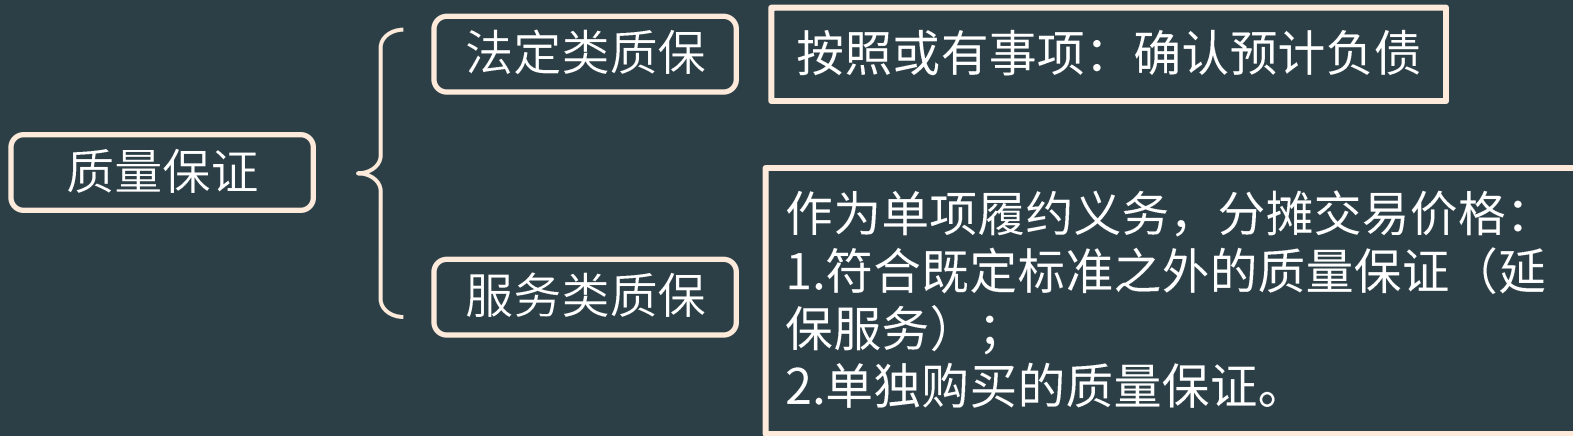 质量保证
法定类质保
按照或有事项：确认预计负债
服务类质保
作为单项履约义务，分摊交易价格：
1.符合既定标准之外的质量保证（延
保服务）；
2.单独购买的质量保证。